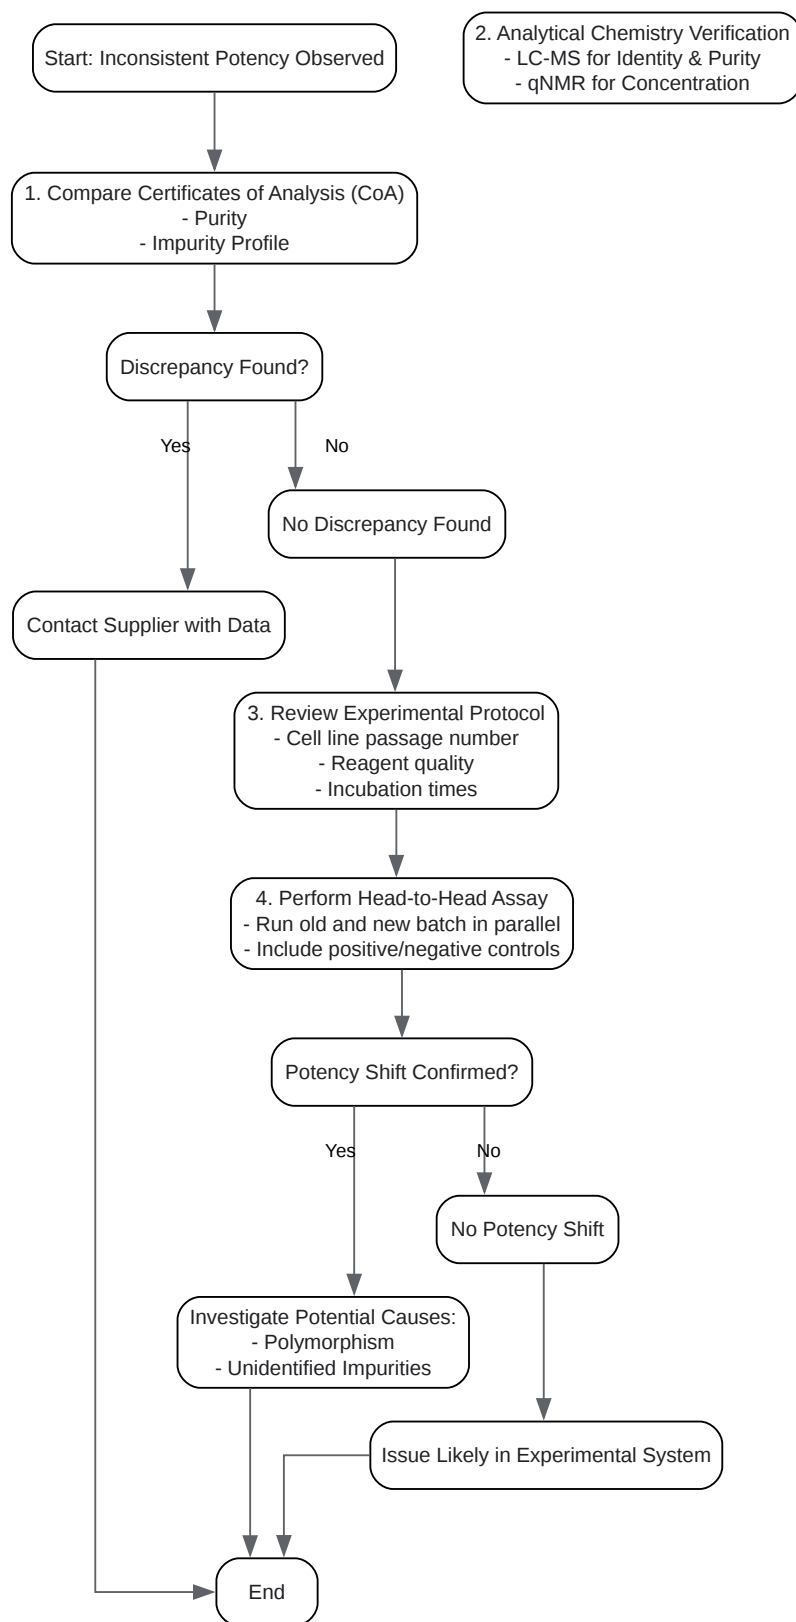 Start: Inconsistent Potency Observed
2. Analytical Chemistry Verification
- LC-MS for Identity & Purity
- qNMR for Concentration
1. Compare Certificates of Analysis (CoA)
- Purity
- Impurity Profile
Discrepancy Found?
Yes
No
No Discrepancy Found
Contact Supplier with Data
3. Review Experimental Protocol
- Cell line passage number
- Reagent quality
- Incubation times
4. Perform Head-to-Head Assay
- Run old and new batch in parallel
- Include positive/negative controls
Potency Shift Confirmed?
Yes
No
No Potency Shift
Investigate Potential Causes:
- Polymorphism
- Unidentified Impurities
Issue Likely in Experimental System
End